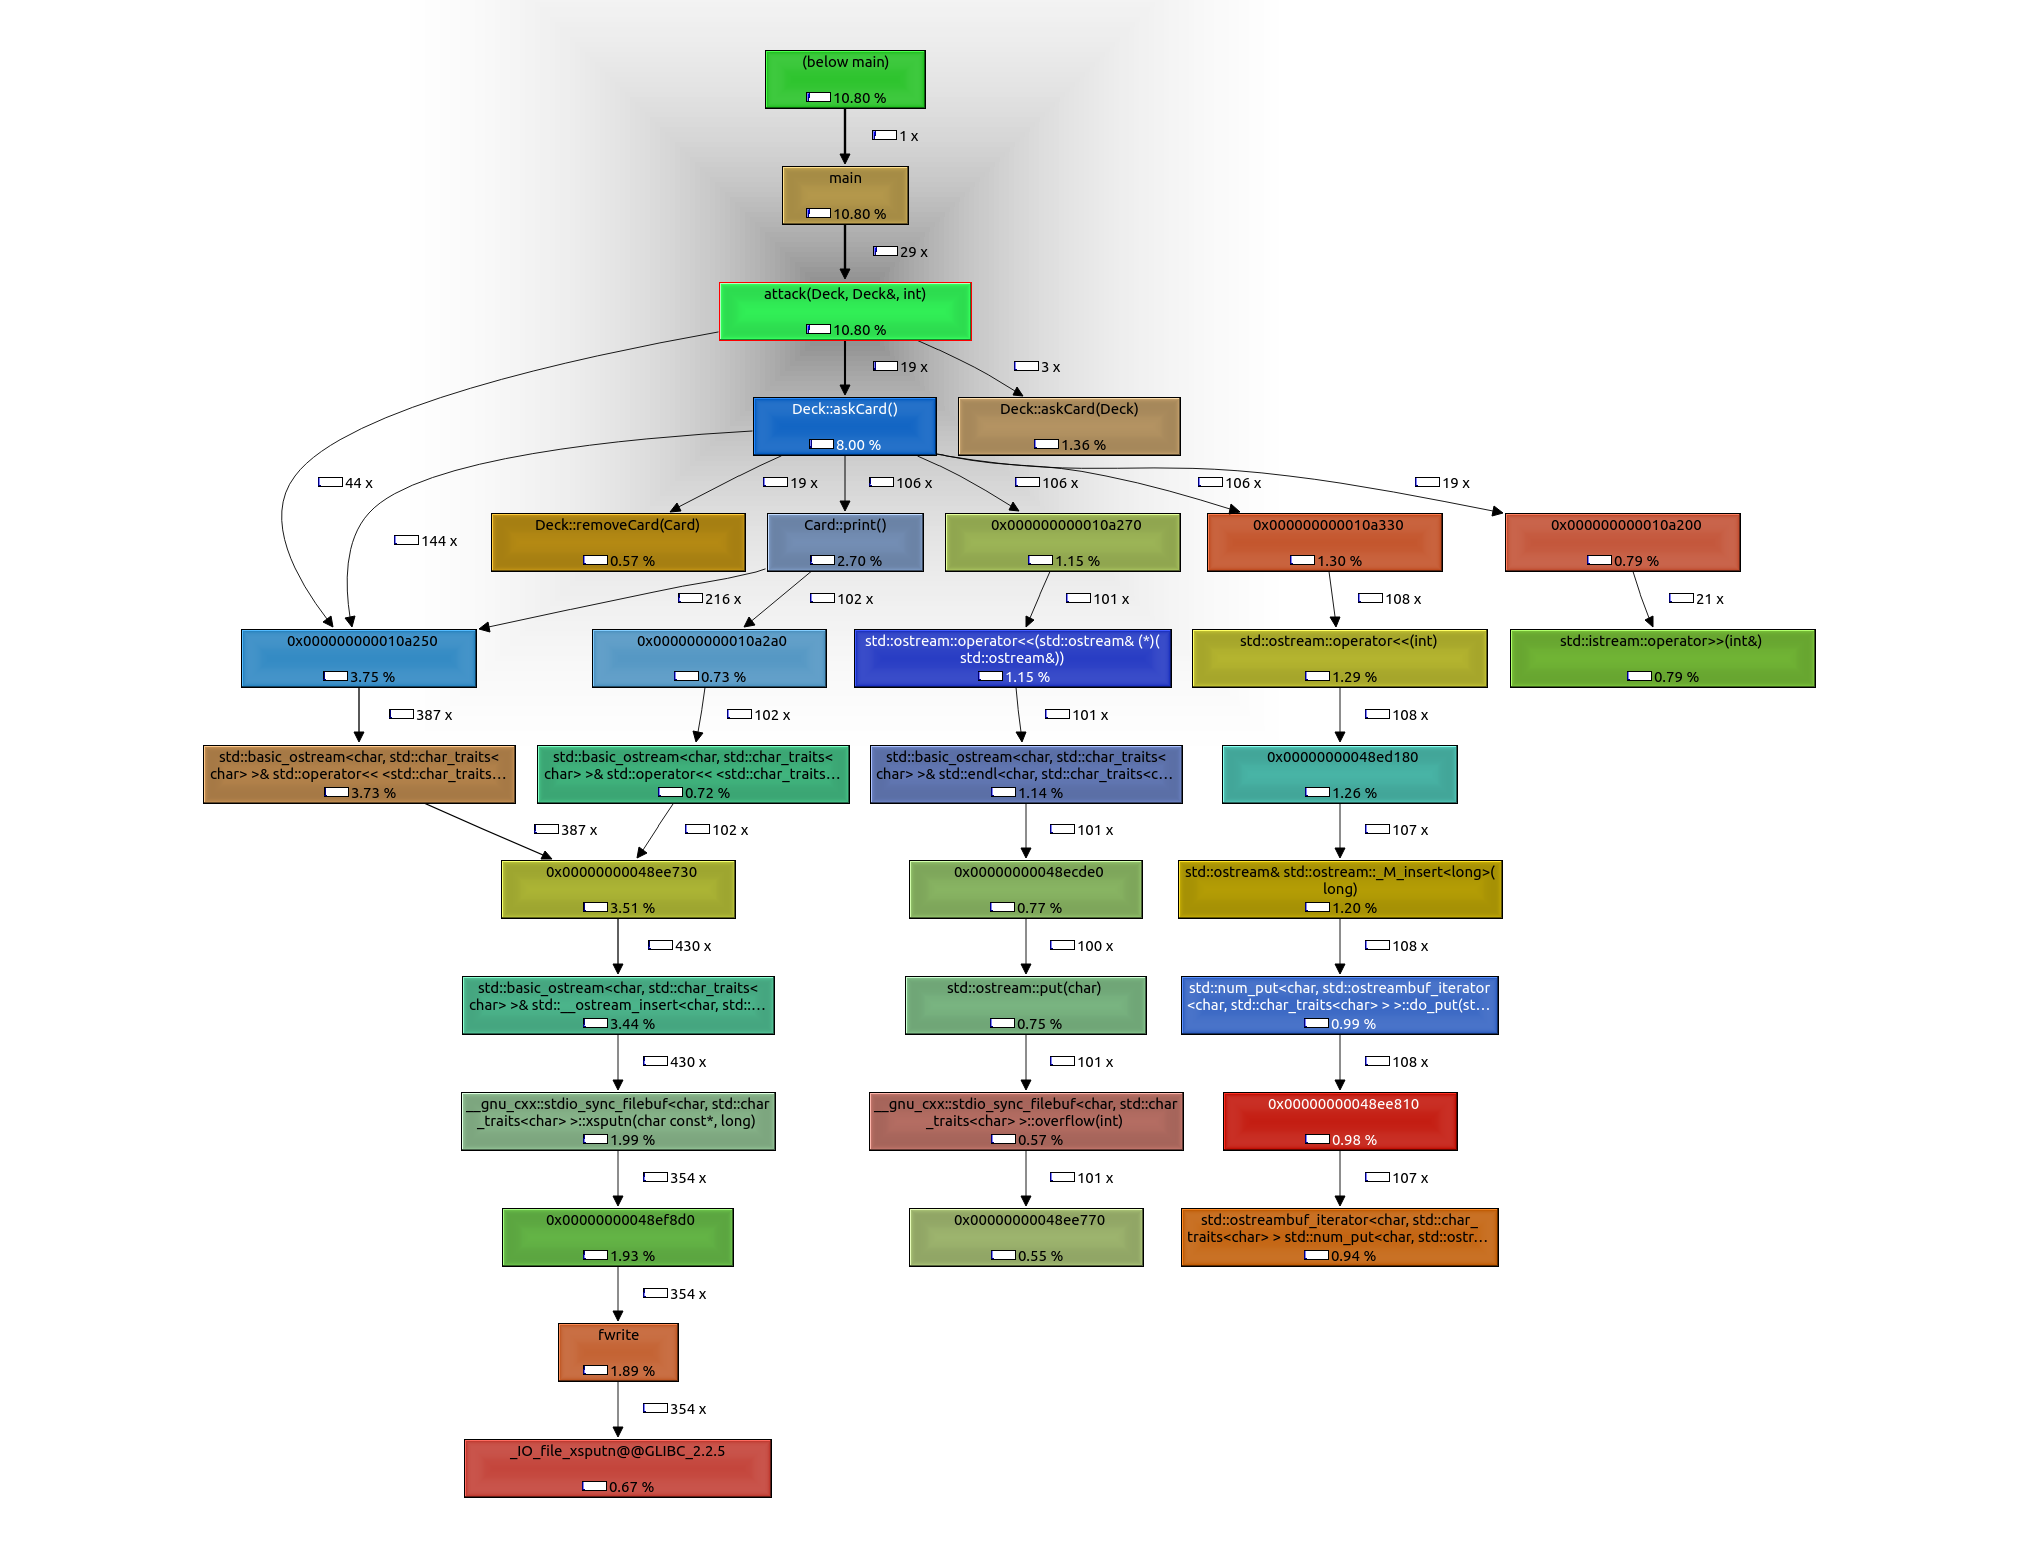 (below main)
10.80 %
1 x
main
10.80 %
29 x
attack(Deck, Deck&, int)
10.80 %
19 x
3 x
Deck::askCard()
8.00 %
Deck::askCard(Deck)
1.36 %
44 x
19 x
106 x
106 x
106 x
19 x
144 x
Deck::removeCard(Card)
0.57 %
Card::print()
2.70 %
0x000000000010a270
1.15 %
0x000000000010a330
1.30 %
0x000000000010a200
0.79 %
216 x
102 x
101 x
108 x
21 x
0x000000000010a250
3.75 %
0x000000000010a2a0
0.73 %
std::ostream::operator<<(std::ostream& (*)(
std::ostream&))
1.15 %
std::ostream::operator<<(int)
1.29 %
std::istream::operator>>(int&)
0.79 %
387 x
102 x
101 x
108 x
std::basic_ostream<char, std::char_traits<
char> >& std::operator<< <std::char_traits...
3.73 %
std::basic_ostream<char, std::char_traits<
char> >& std::operator<< <std::char_traits...
0.72 %
std::basic_ostream<char, std::char_traits<
char> >& std::endl<char, std::char_traits<c...
1.14 %
0x00000000048ed180
1.26 %
387 x
102 x
101 x
107 x
0x00000000048ee730
3.51 %
0x00000000048ecde0
0.77 %
std::ostream& std::ostream::_M_insert<long>(
long)
1.20 %
430 x
100 x
108 x
std::basic_ostream<char, std::char_traits<
char> >& std::__ostream_insert<char, std::...
3.44 %
std::ostream::put(char)
0.75 %
std::num_put<char, std::ostreambuf_iterator
<char, std::char_traits<char> > >::do_put(st...
0.99 %
430 x
101 x
108 x
__gnu_cxx::stdio_sync_filebuf<char, std::char
_traits<char> >::xsputn(char const*, long)
1.99 %
__gnu_cxx::stdio_sync_filebuf<char, std::char
_traits<char> >::overflow(int)
0.57 %
0x00000000048ee810
0.98 %
354 x
101 x
107 x
0x00000000048ef8d0
1.93 %
0x00000000048ee770
0.55 %
std::ostreambuf_iterator<char, std::char_
traits<char> > std::num_put<char, std::ostr...
0.94 %
354 x
fwrite
1.89 %
354 x
_IO_file_xsputn@@GLIBC_2.2.5
0.67 %